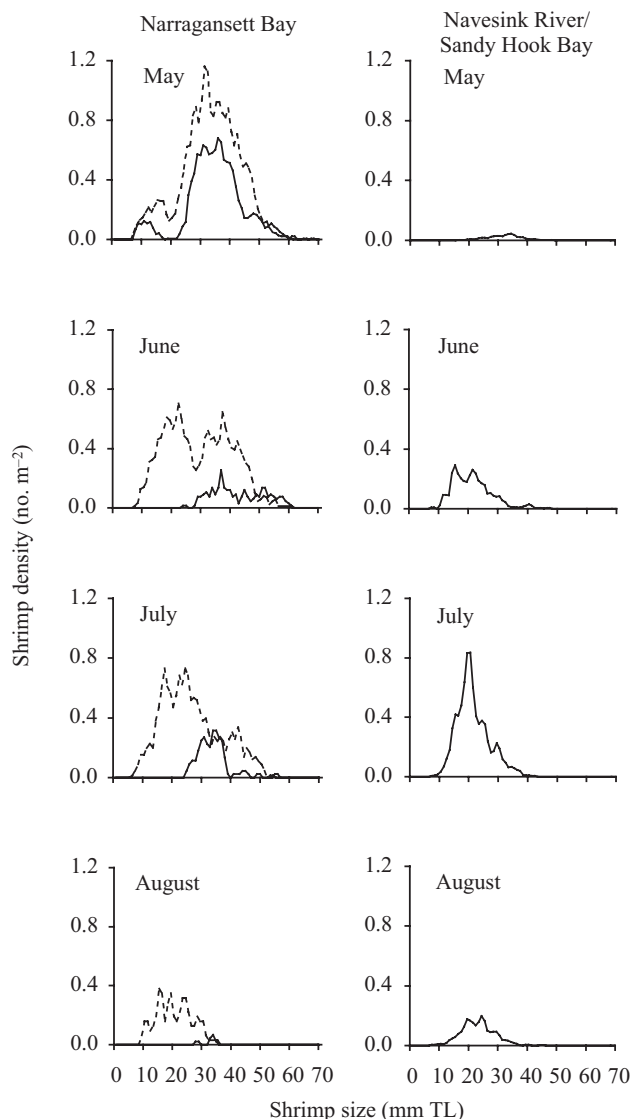 Narragansett Bay
Navesink River/
Sandy Hook Bay
1.2
0.8
0.4
0.0
May
1.2
0.8
0.4
0.0
May
1.2
0.8
0.4
0.0
June
1.2
0.8
0.4
0.0
June
Shrimp density (no. m⁻²)
1.2
0.8
0.4
0.0
July
1.2
0.8
0.4
0.0
July
1.2
0.8
0.4
0.0
August
1.2
0.8
0.4
0.0
August
0 10 20 30 40 50 60 70
0 10 20 30 40 50 60 70
Shrimp size (mm TL)